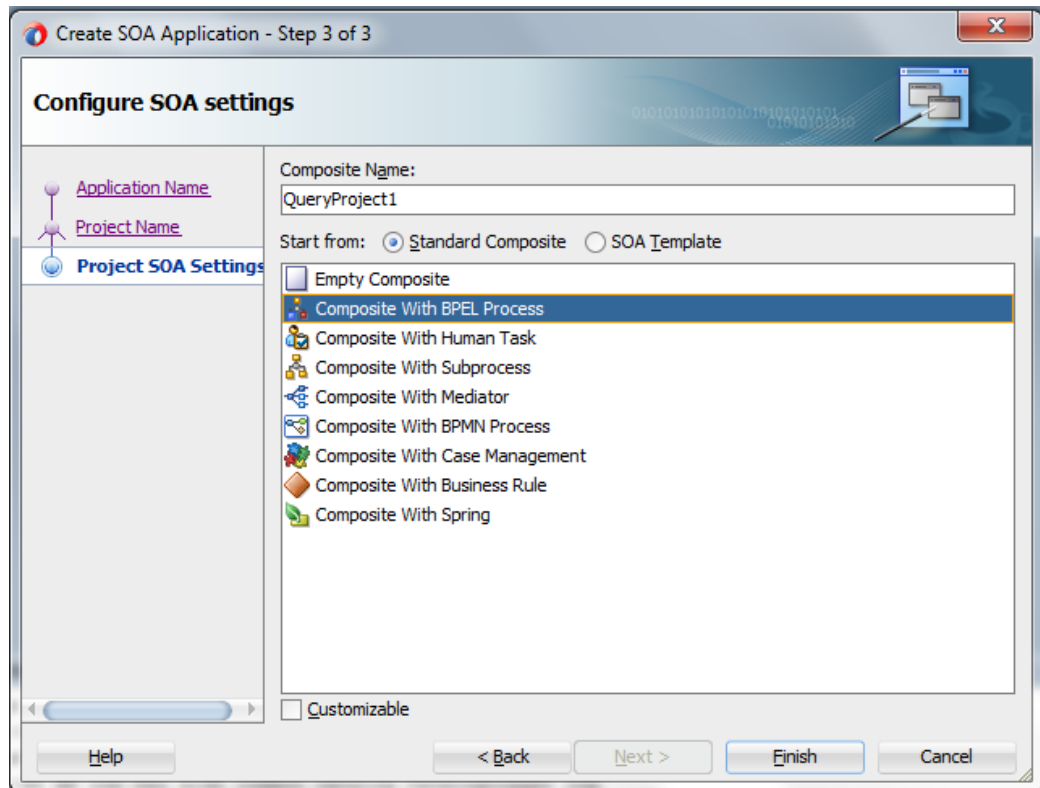 Create SOA Application - Step 3 of 3
Configure SOA settings
Application Name
Project Name
Project SOA Settings
Composite Name:
QueryProject1
Start from: Standard Composite SOA Template
Empty Composite
Composite With BPEL Process
Composite With Human Task
Composite With Subprocess
Composite With Mediator
Composite With BPMN Process
Composite With Case Management
Composite With Business Rule
Composite With Spring
Customizable
Help < Back Next > Finish Cancel